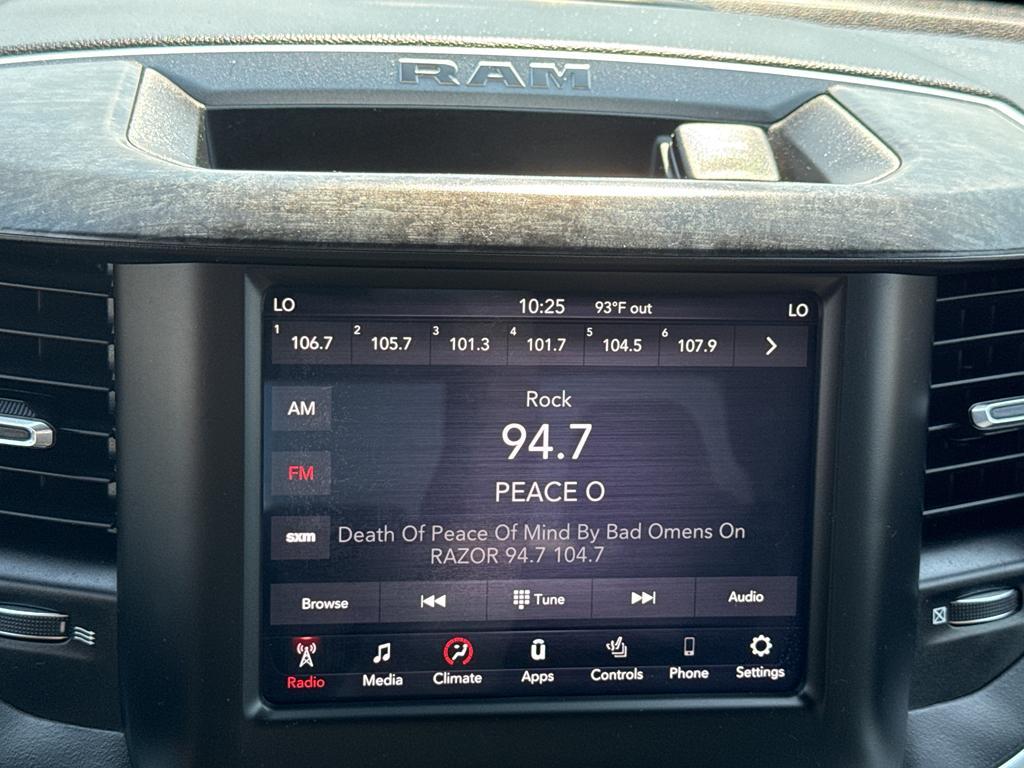 RAM
LO 10:25 93°F out LO
1 106.7 2 105.7 3 101.3 4 101.7 5 104.5 6 107.9
AM
Rock
94.7
FM
PEACE O
sxm
Death Of Peace Of Mind By Bad Omens On
RAZOR 94.7 104.7
Browse Tune Audio
Radio Media Climate Apps Controls Phone Settings